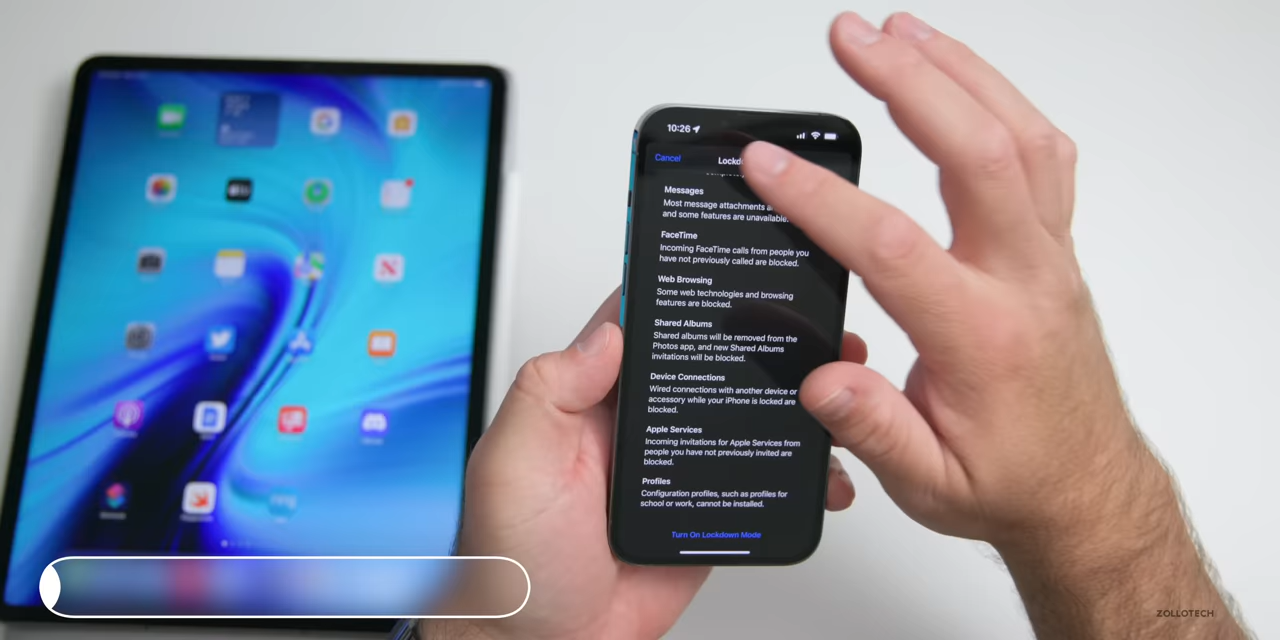 10:26
Cancel
Lockd
Messages
Most message attachments
and some features are unavailable.
FaceTime
Incoming FaceTime calls from people you
have not previously called are blocked.
Web Browsing
Some web technologies and browsing
features are blocked.
Shared Albums
Shared albums will be removed from the
Photos app, and new Shared Albums
invitations will be blocked.
Device Connections
Wired connections with another device or
accessory while your iPhone is locked are
blocked.
Apple Services
Incoming invitations for Apple Services from
people you have not previously invited are
blocked.
Profiles
Configuration profiles, such as profiles for
school or work, cannot be installed.
Turn On Lockdown Mode
ZOLLOTECH